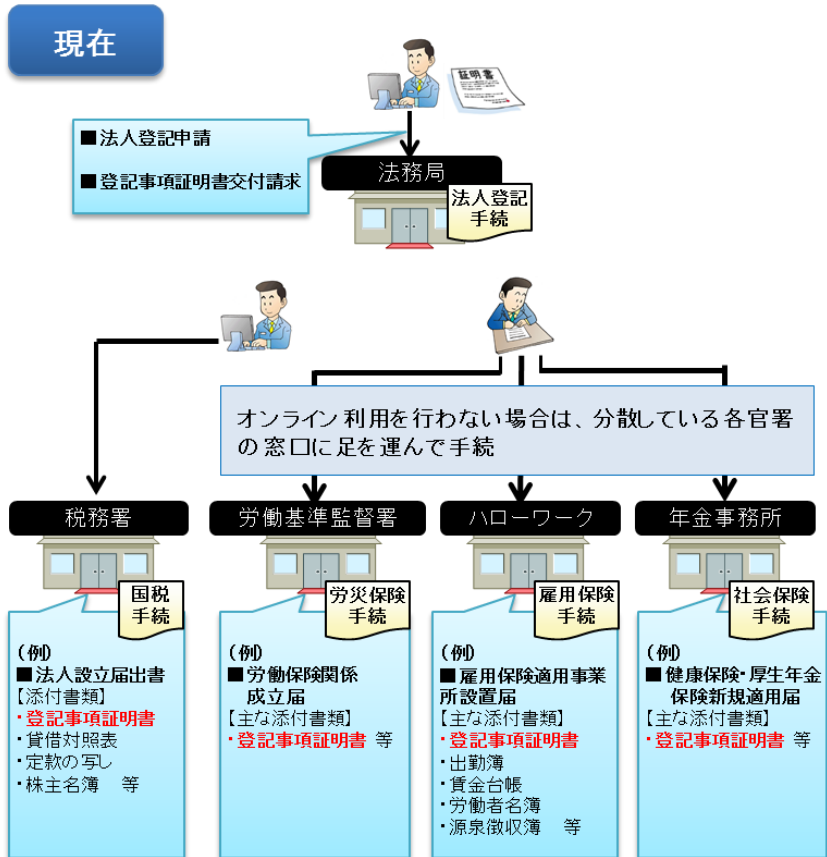 現在
証明書
■法人登記申請
■登記事項証明書交付請求
法務局
法人登記
手続
オンライン利用を行わない場合は、分散している各官署
の窓口に足を運んで手続
税務署
国税
手続
(例)
■法人設立届出書
【添付書類】
・登記事項証明書
・貸借対照表
・定款の写し
・株主名簿　等
労働基準監督署
労災保険
手続
(例)
■労働保険関係
成立届
【主な添付書類】
・登記事項証明書 等
ハローワーク
雇用保険
手続
(例)
■雇用保険適用事業
所設置届
【主な添付書類】
・登記事項証明書
・出勤簿
・賃金台帳
・労働者名簿
・源泉徴収簿　等
年金事務所
社会保険
手続
(例)
■健康保険・厚生年金
保険新規適用届
【主な添付書類】
・登記事項証明書 等